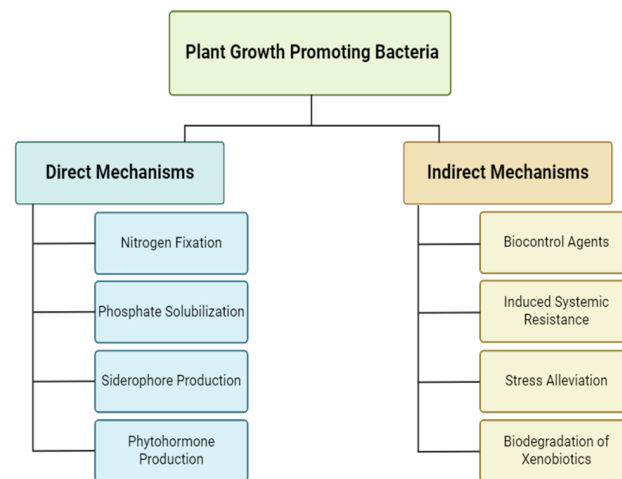 Plant Growth Promoting Bacteria
Direct Mechanisms
Nitrogen Fixation
Phosphate Solubilization
Siderophore Production
Phytohormone
Production
Indirect Mechanisms
Biocontrol Agents
Induced Systemic
Resistance
Stress Alleviation
Biodegradation of
Xenobiotics